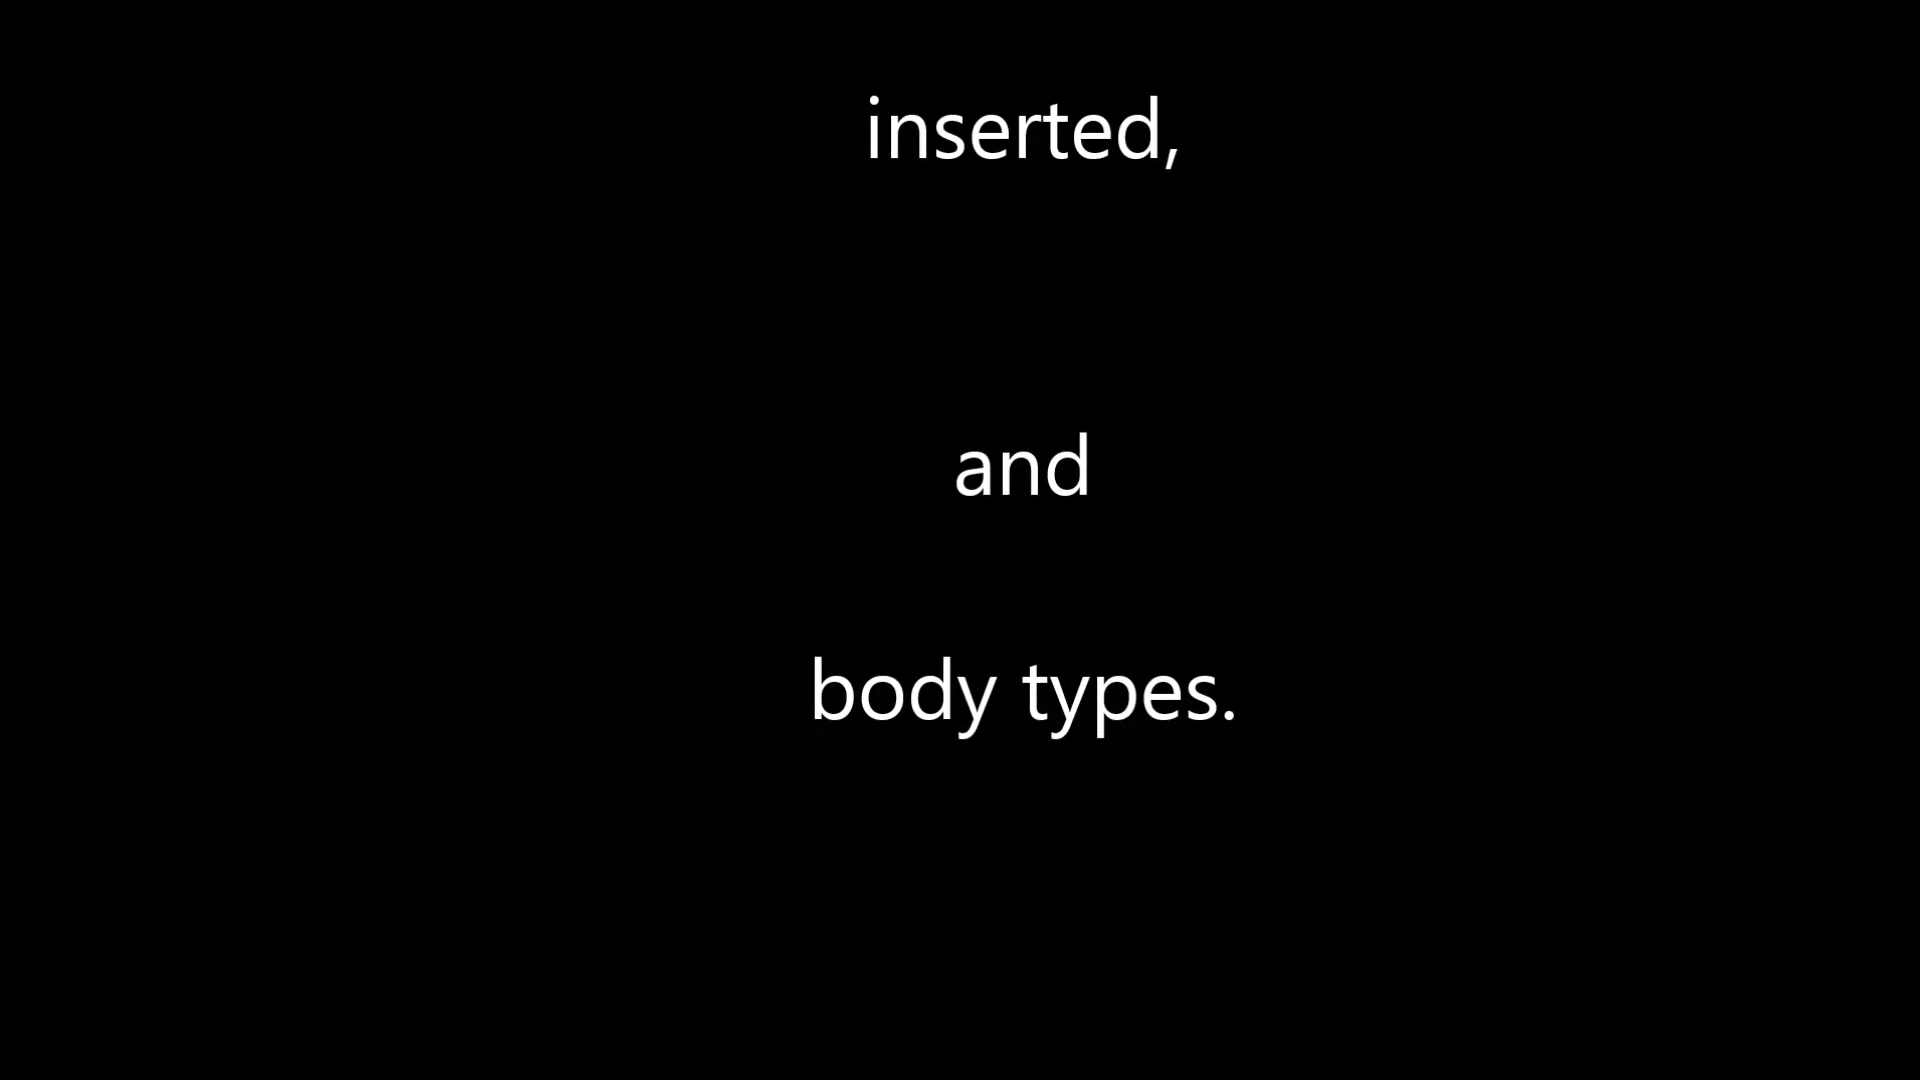 inserted,
and
body types.